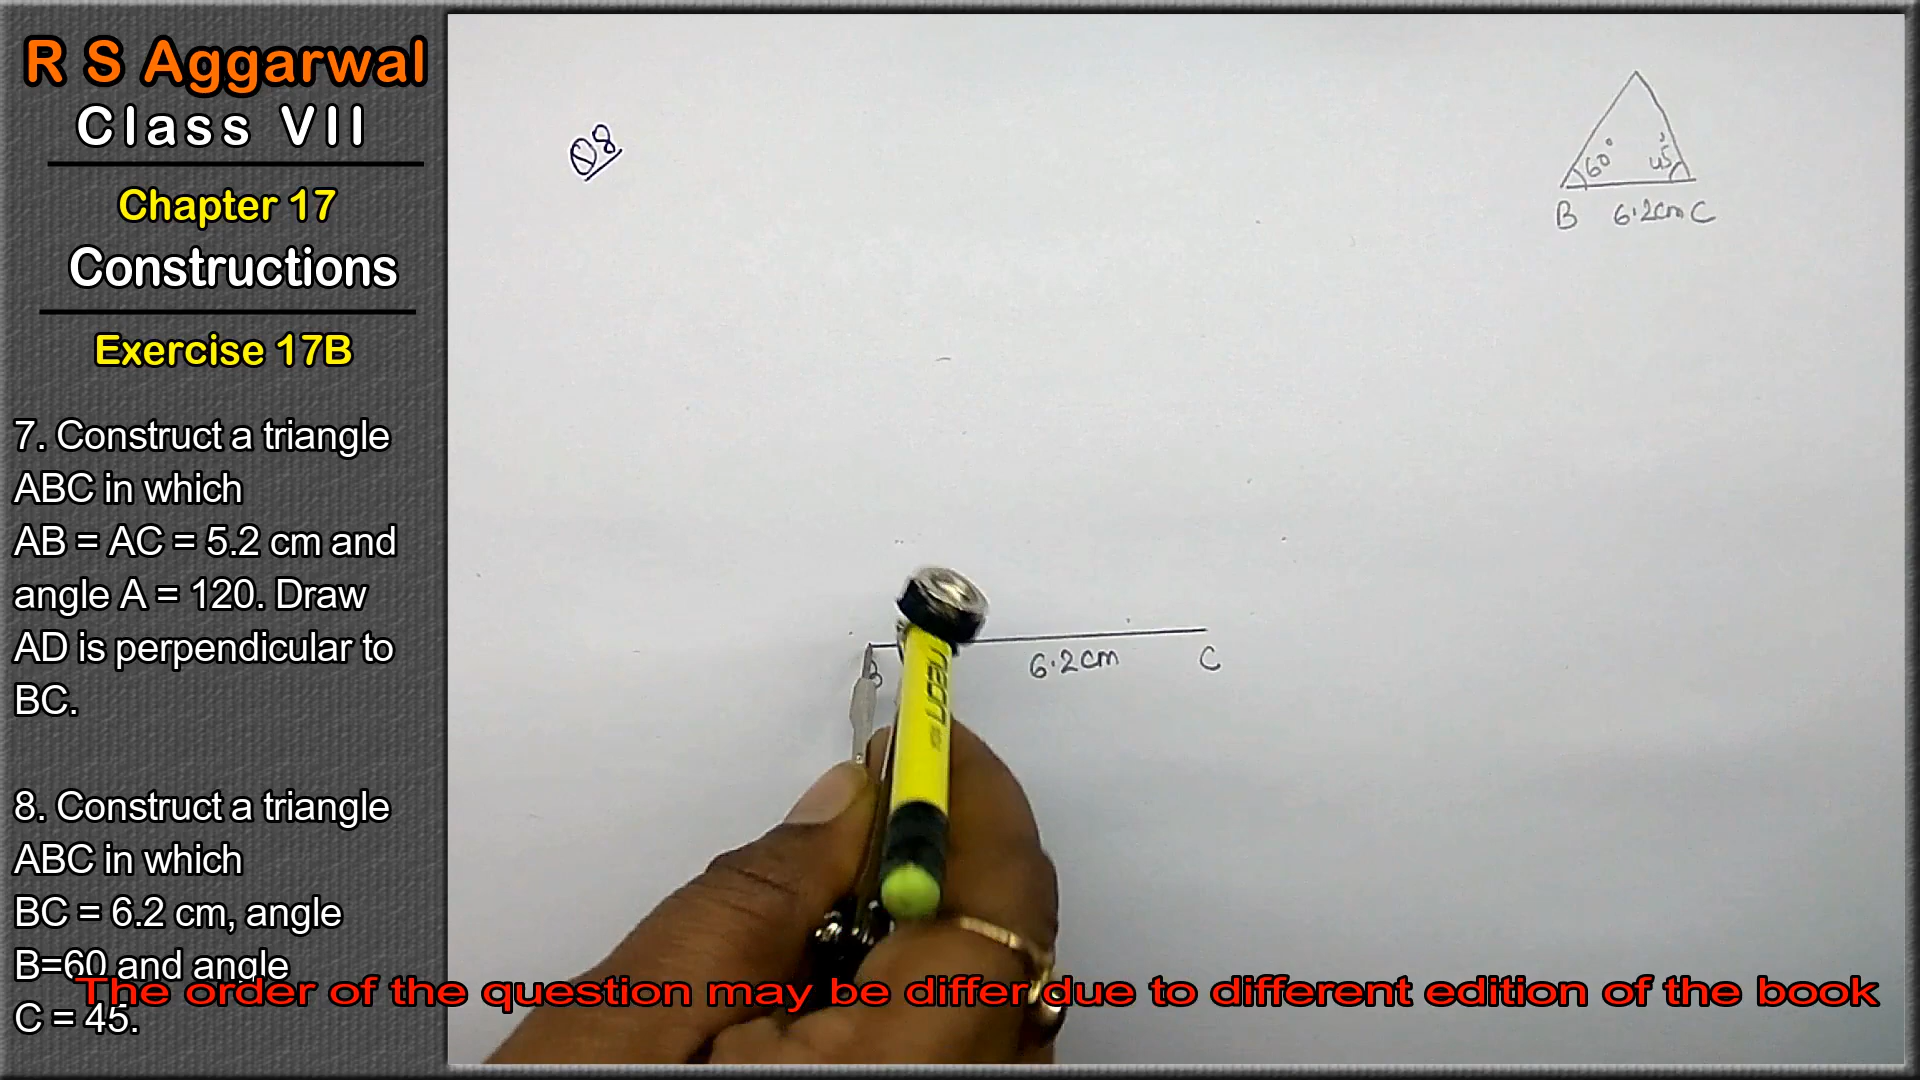 R S Aggarwal
Class VII
Chapter 17
Constructions
Exercise 17B
7. Construct a triangle
ABC in which
AB = AC = 5.2 cm and
angle A = 120. Draw
AD is perpendicular to
BC.
8. Construct a triangle
ABC in which
BC = 6.2 cm, angle
B=60 and angle
C = 45.
Q8
60° 45°
B 6.2cm C
neon
B 6.2cm C
The order of the question may be differ due to different edition of the book